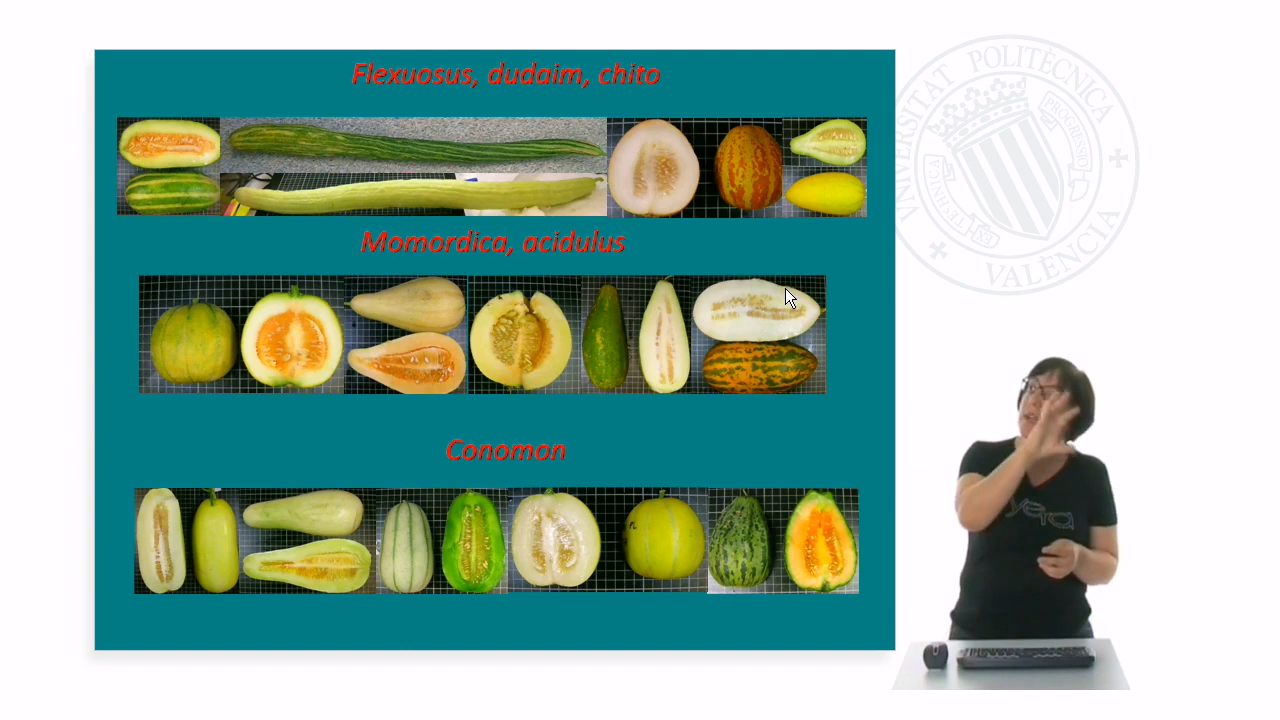 Flexuosus, dudaim, chito
UNIVERSITAT POLITÈCNICA
VALÈNCIA
Momordica, acidulus
Conomon